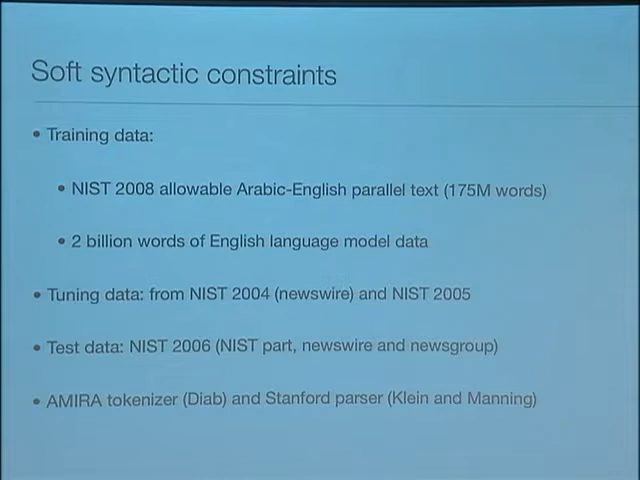 Soft syntactic constraints
• Training data:
• NIST 2008 allowable Arabic-English parallel text (175M words)
• 2 billion words of English language model data
• Tuning data: from NIST 2004 (newswire) and NIST 2005
• Test data: NIST 2006 (NIST part, newswire and newsgroup)
• AMIRA tokenizer (Diab) and Stanford parser (Klein and Manning)